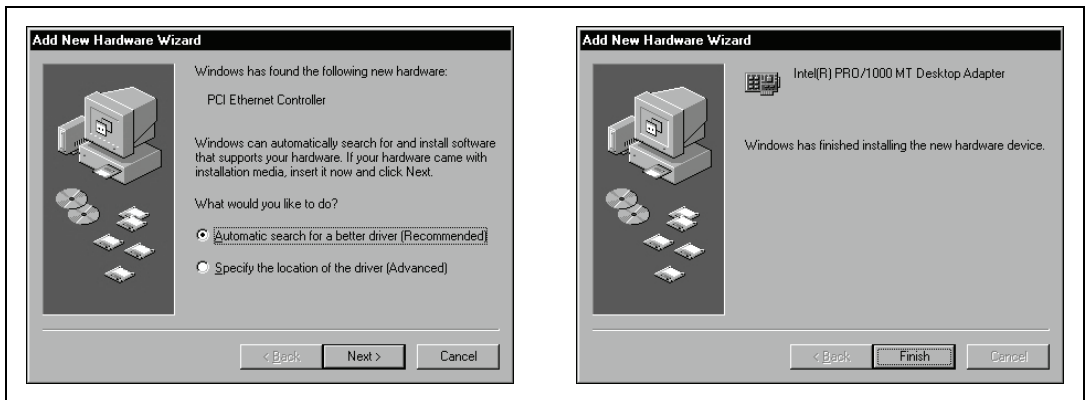 Add New Hardware Wizard
Windows has found the following new hardware:
PCI Ethernet Controller
Windows can automatically search for and install software
that supports your hardware. If your hardware came with
installation media, insert it now and click Next.
What would you like to do?
Automatic search for a better driver (Recommended)
Specify the location of the driver (Advanced)
< Back
Next >
Cancel
Add New Hardware Wizard
Intel(R) PRO/1000 MT Desktop Adapter
Windows has finished installing the new hardware device.
< Back
Finish
Cancel